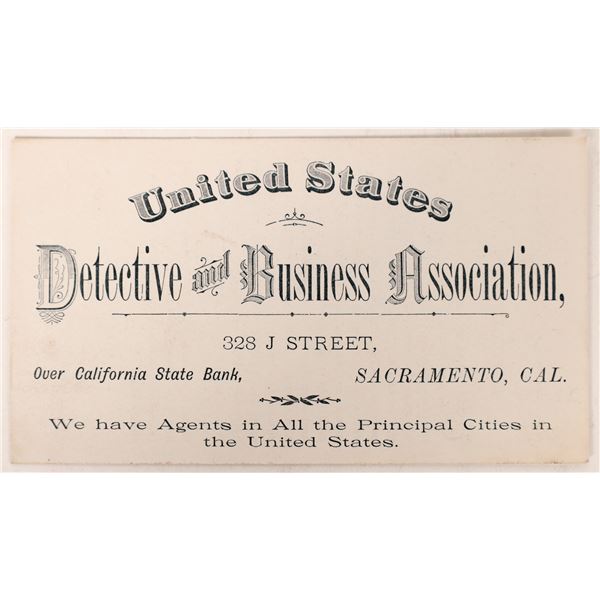 United States
Detective and Business Association,
328 J STREET,
Over California State Bank, SACRAMENTO, CAL.
We have Agents in All the Principal Cities in
the United States.